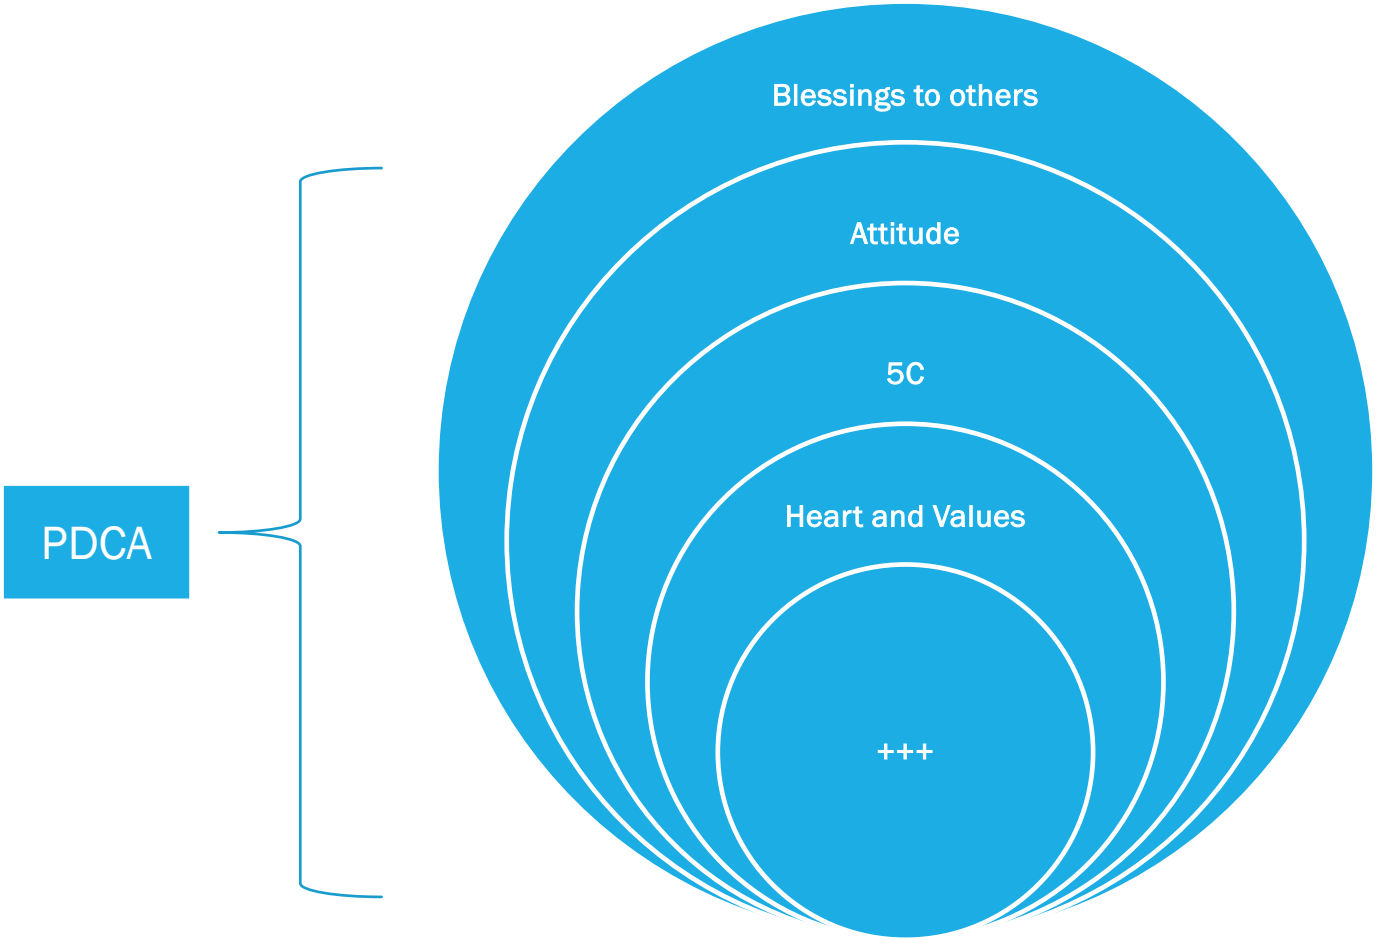 Blessings to others
Attitude
5C
Heart and Values
+++
PDCA